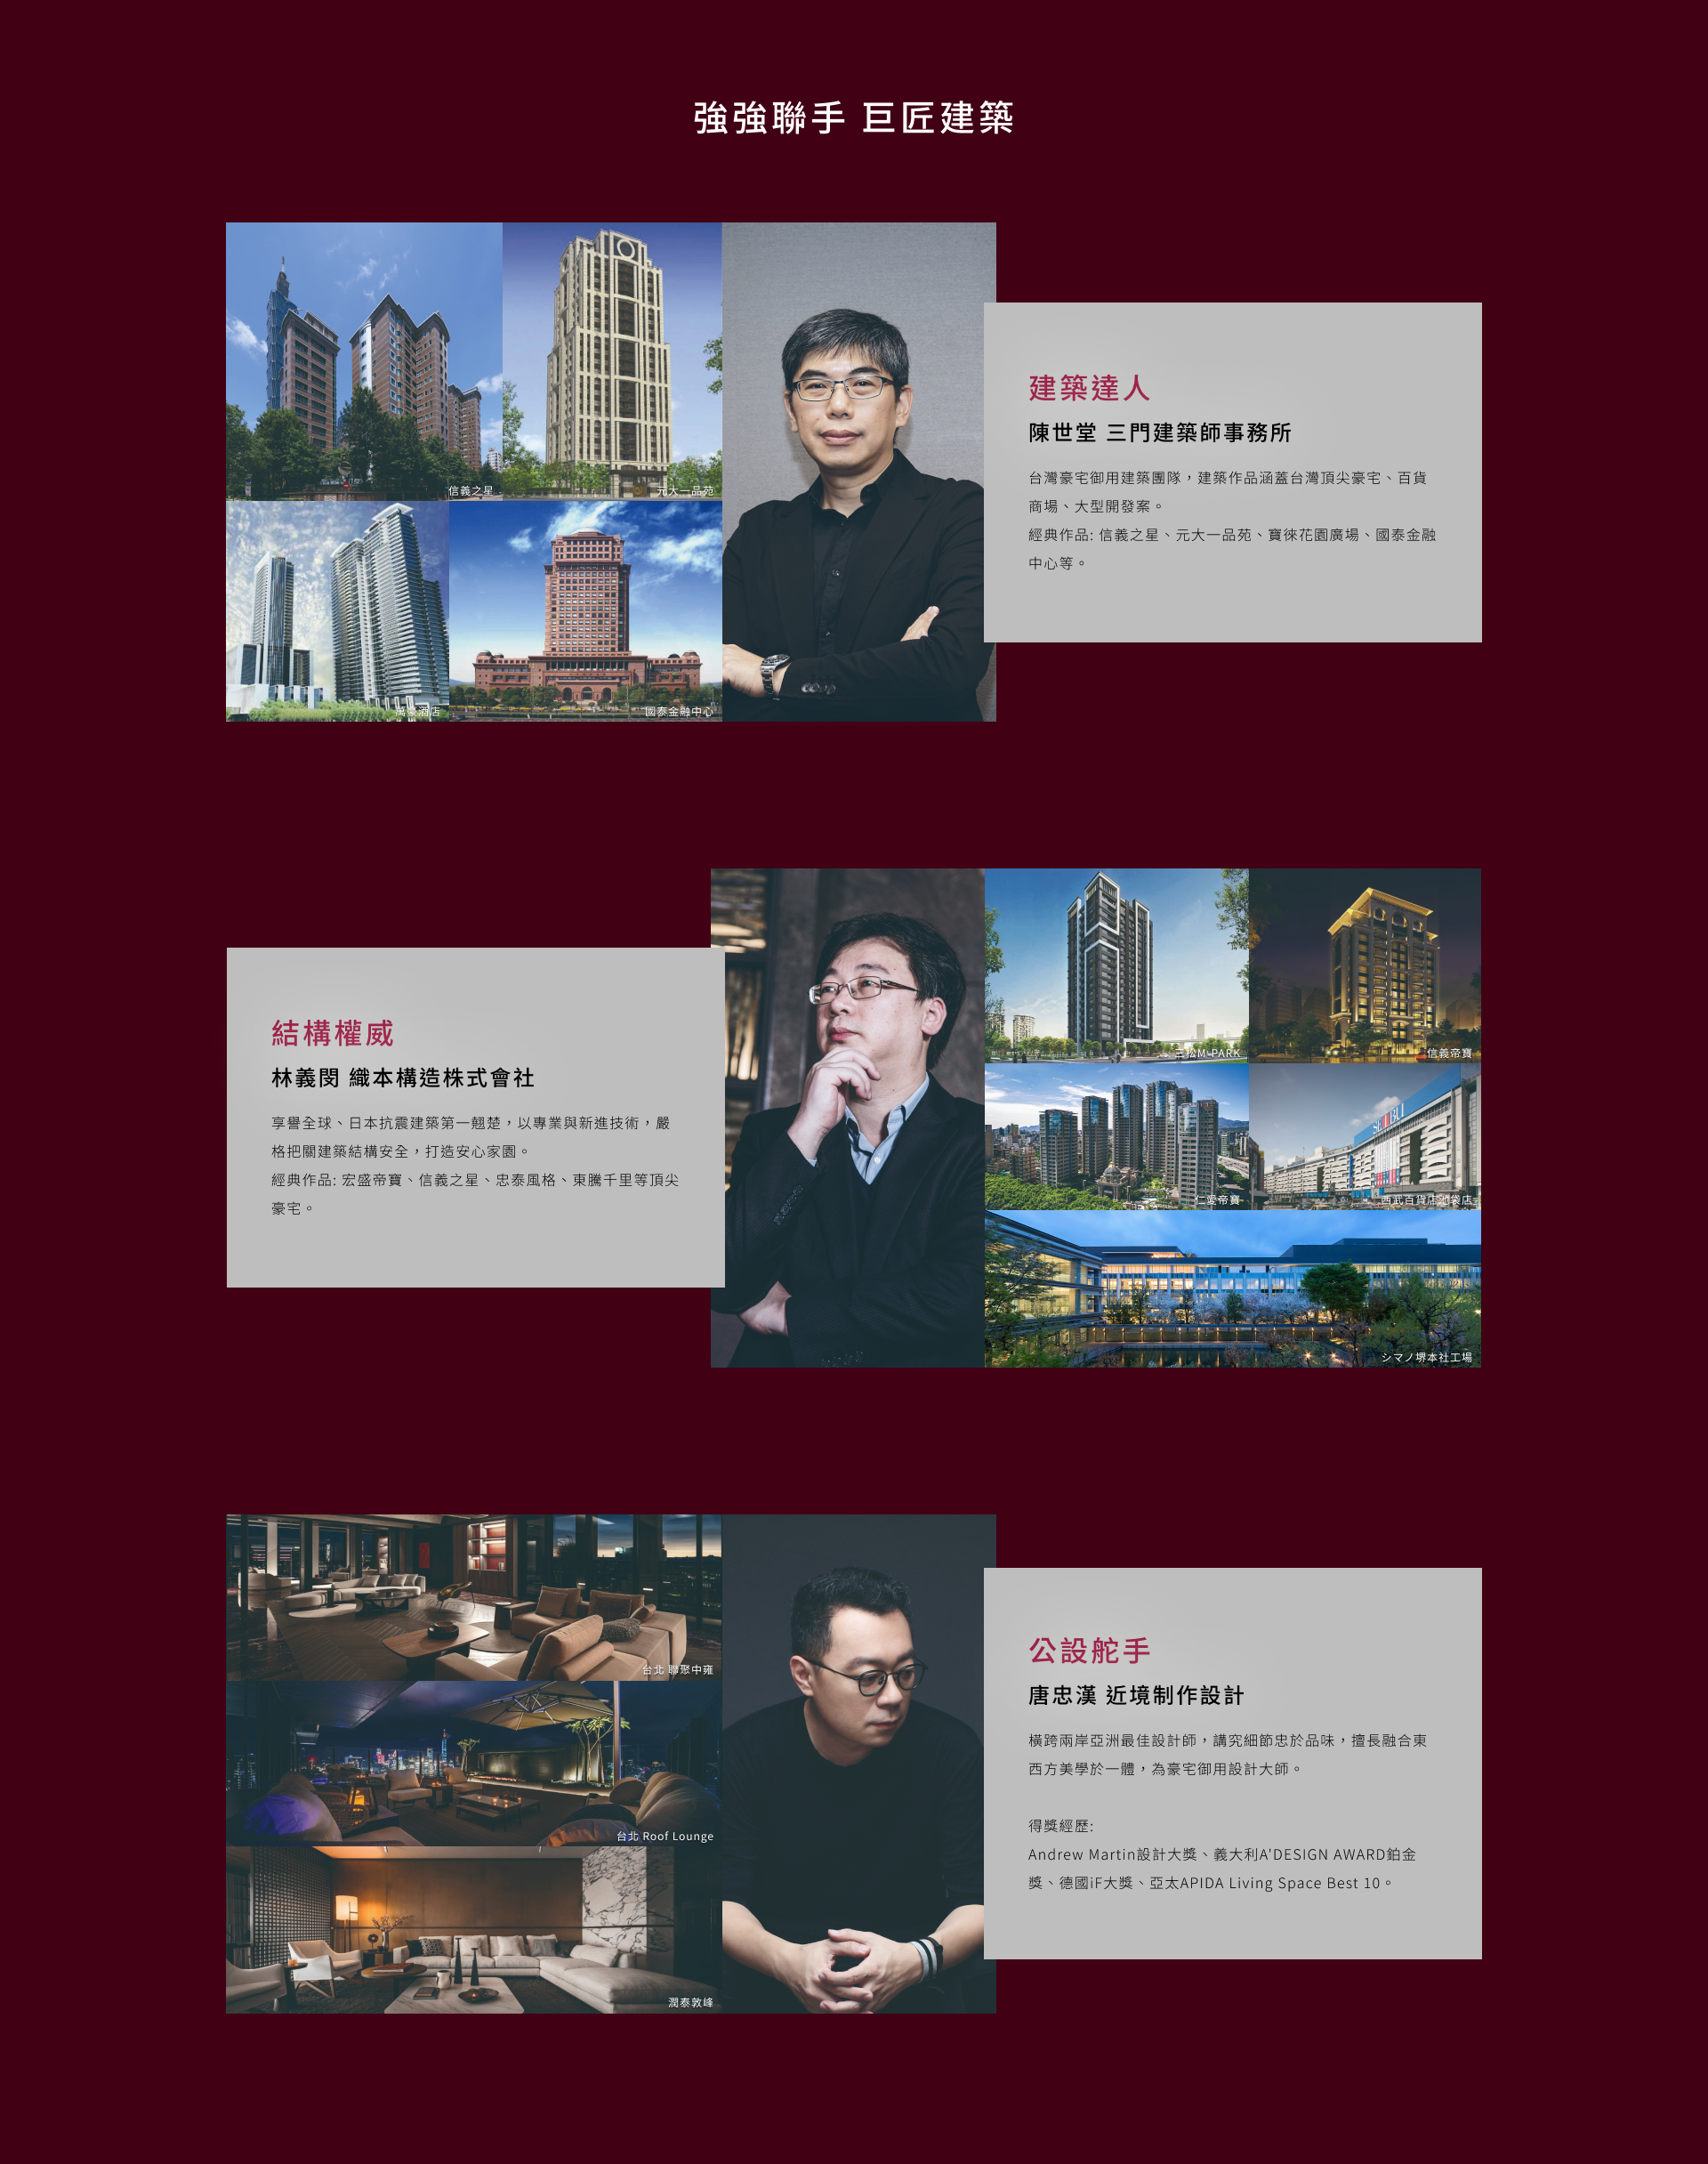 強強聯手 巨匠建築
信義之星
元大一品苑
萬豪酒店
國泰金融中心
建築達人
陳世堂 三門建築師事務所
台灣豪宅御用建築團隊，建築作品涵蓋台灣頂尖豪宅、百貨
商場、大型開發案。
經典作品: 信義之星、元大一品苑、寶徠花園廣場、國泰金融
中心等。
結構權威
林義閔 織本構造株式會社
享譽全球、日本抗震建築第一翹楚，以專業與新進技術，嚴
格把關建築結構安全，打造安心家園。
經典作品: 宏盛帝寶、信義之星、忠泰風格、東騰千里等頂尖
豪宅。
三松M-PARK
信義帝寶
仁愛帝寶
SEIBU
西武百貨店池袋店
シマノ堺本社工場
台北 聯聚中雍
台北 Roof Lounge
潤泰敦峰
公設舵手
唐忠漢 近境制作設計
橫跨兩岸亞洲最佳設計師，講究細節忠於品味，擅長融合東
西方美學於一體，為豪宅御用設計大師。
得獎經歷:
Andrew Martin設計大獎、義大利A'DESIGN AWARD鉑金
獎、德國iF大獎、亞太APIDA Living Space Best 10。